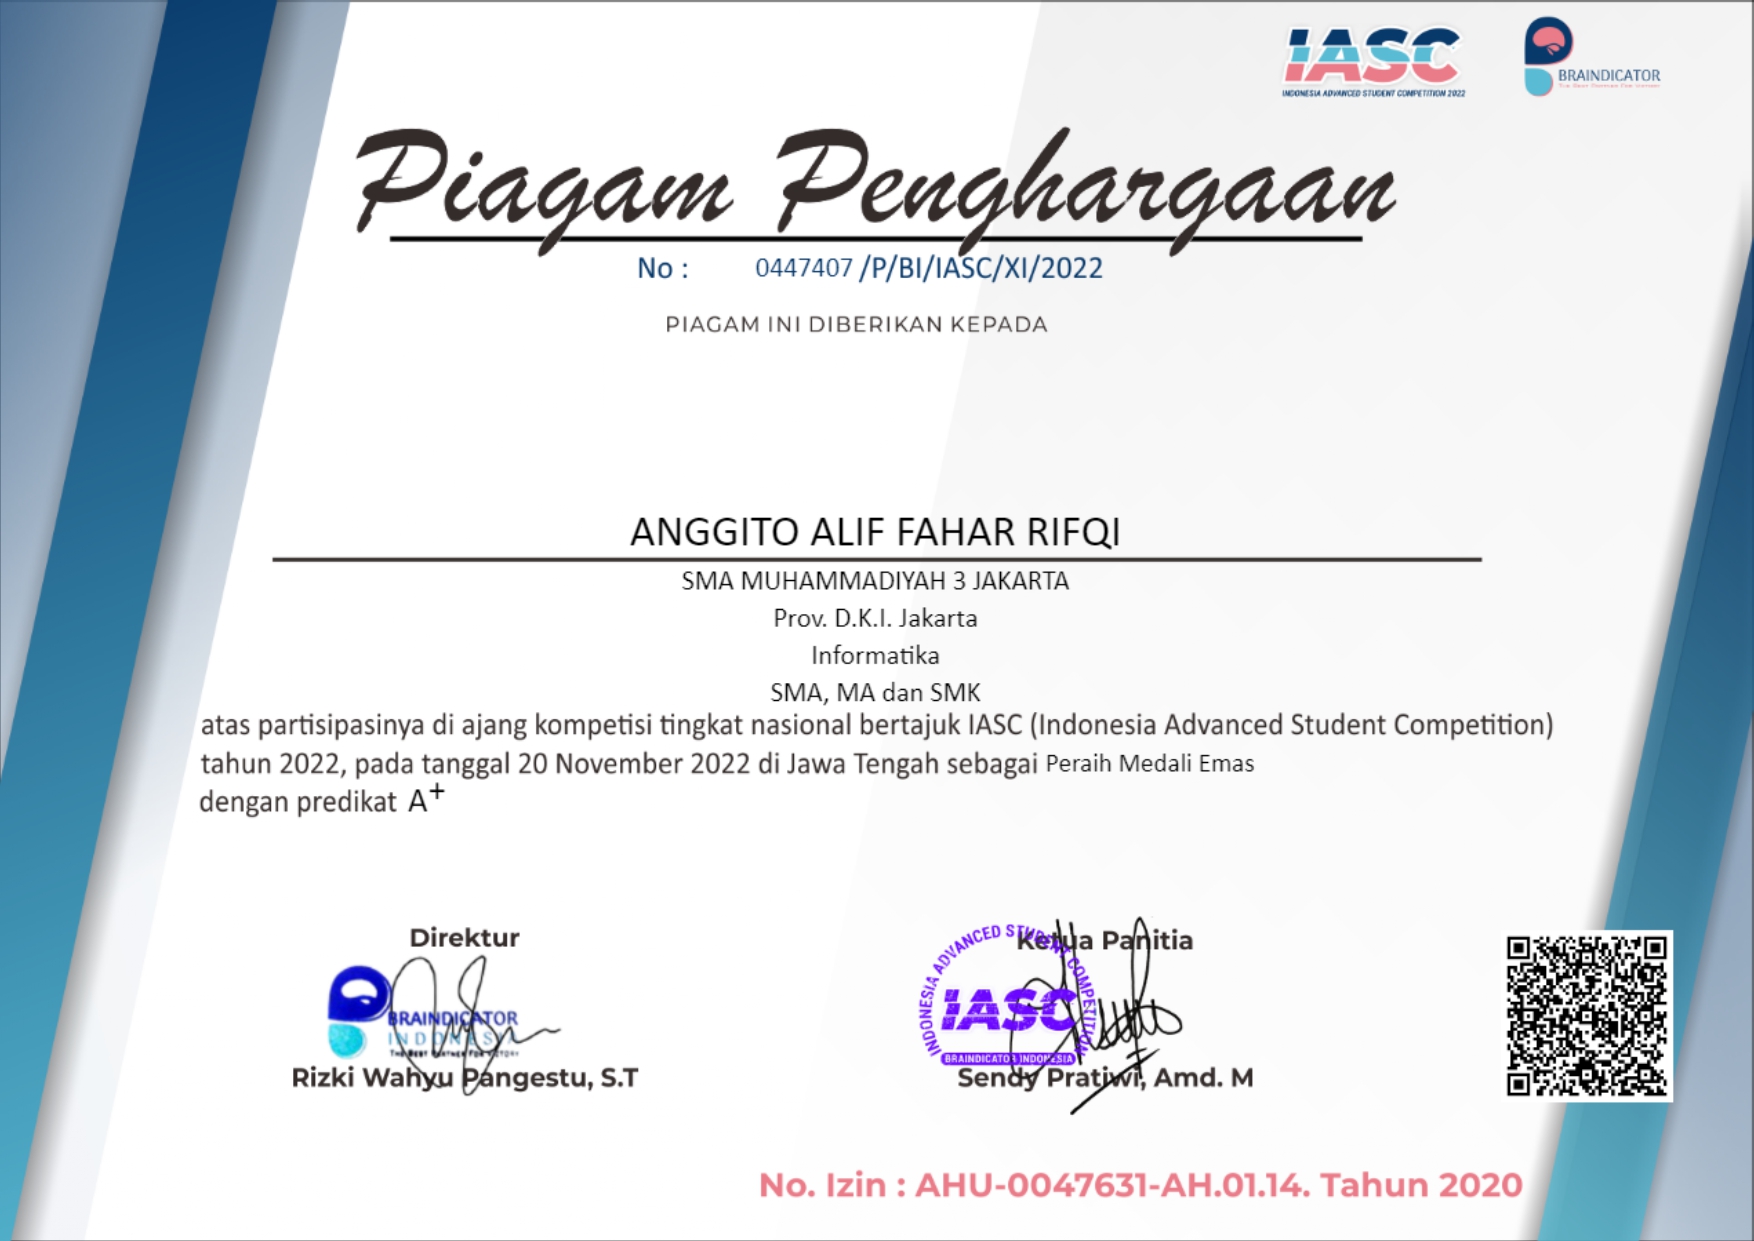 IASC
INDONESIA ADVANCED STUDENT COMPETITION 2022
BRAINDICATOR
Piagam Penghargaan
No : 0447407 /P/BI/IASC/XI/2022
PIAGAM INI DIBERIKAN KEPADA
ANGGITO ALIF FAHAR RIFQI
SMA MUHAMMADIYAH 3 JAKARTA
Prov. D.K.I. Jakarta
Informatika
SMA, MA dan SMK
atas partisipasinya di ajang kompetisi tingkat nasional bertajuk IASC (Indonesia Advanced Student Competition)
tahun 2022, pada tanggal 20 November 2022 di Jawa Tengah sebagai Peraih Medali Emas
dengan predikat A+
Direktur
BRAINDICATOR
INDONESIA
THE BEST PARTNER FOR VICTORY
Rizki Wahyu Pangestu, S.T
Ketua Panitia
INDONESIA ADVANCED STUDENT COMPETITION
IASC
BRAINDICATOR INDONESIA
Sendy Pratiwi, Amd. M
No. Izin : AHU-0047631-AH.01.14. Tahun 2020